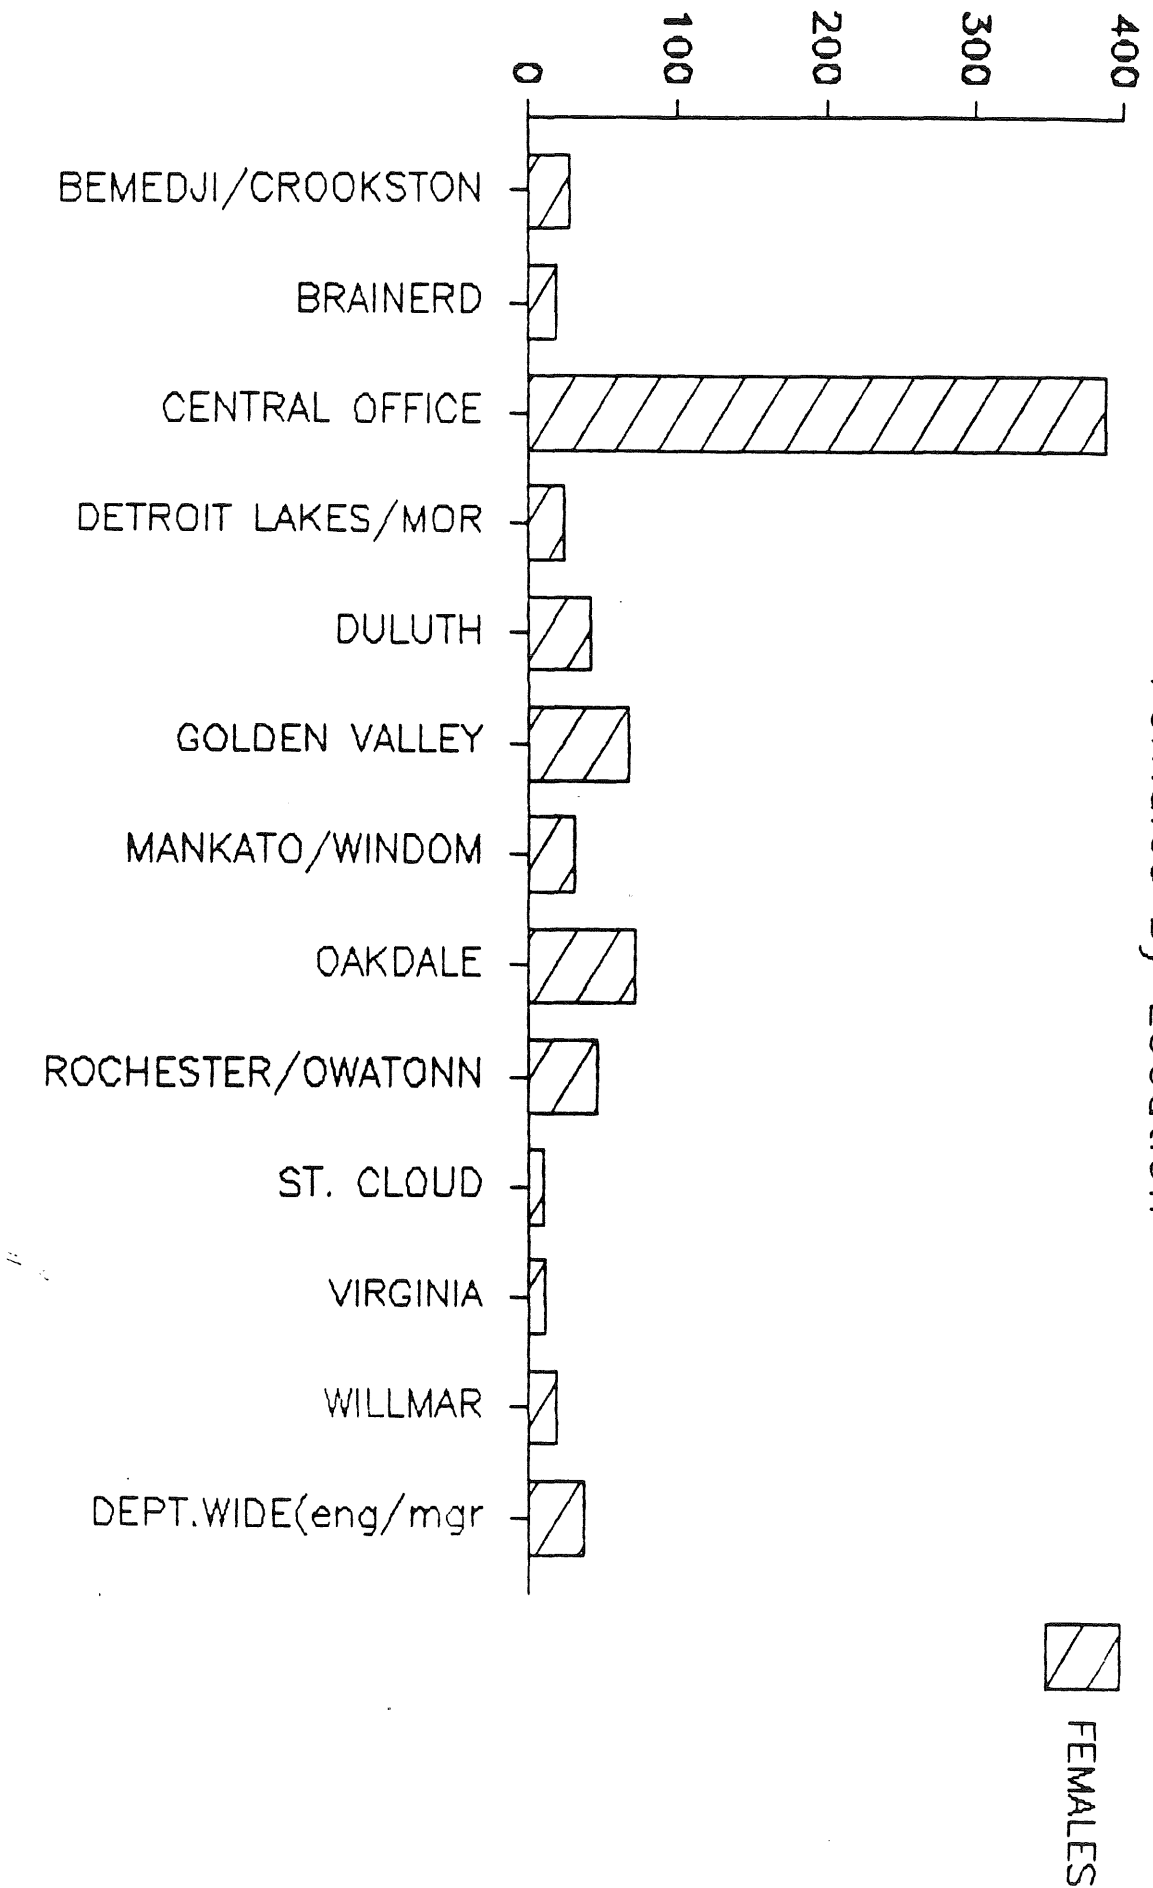 400
300
200
100
0
BEMEDJI/CROOKSTON
BRAINERD
CENTRAL OFFICE
DETROIT LAKES/MOR
DULUTH
GOLDEN VALLEY
MANKATO/WINDOM
OAKDALE
ROCHESTER/OWATONN
ST. CLOUD
VIRGINIA
WILLMAR
DEPT.WIDE(eng/mgr
FEMALES